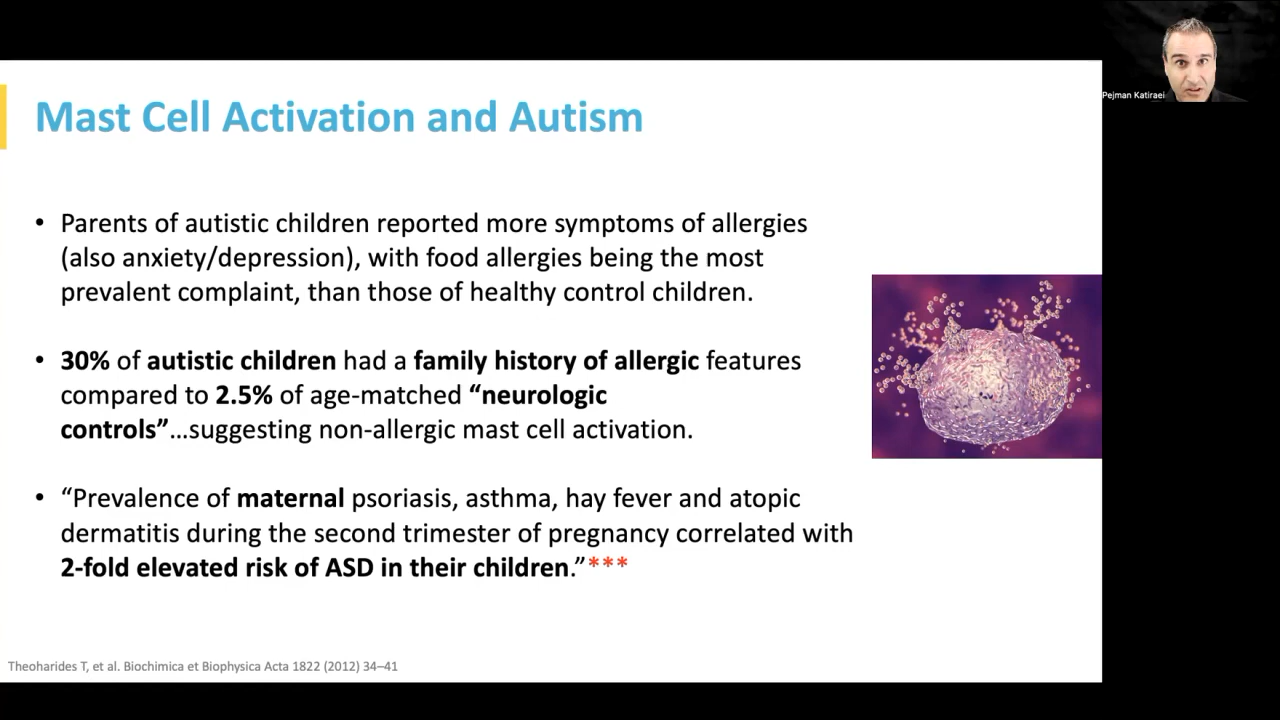 Mast Cell Activation and Autism
Pejman Katiraei
• Parents of autistic children reported more symptoms of allergies
(also anxiety/depression), with food allergies being the most
prevalent complaint, than those of healthy control children.
• 30% of autistic children had a family history of allergic features
compared to 2.5% of age-matched “neurologic
controls”…suggesting non-allergic mast cell activation.
• “Prevalence of maternal psoriasis, asthma, hay fever and atopic
dermatitis during the second trimester of pregnancy correlated with
2-fold elevated risk of ASD in their children.”***
Theoharides T, et al. Biochimica et Biophysica Acta 1822 (2012) 34–41